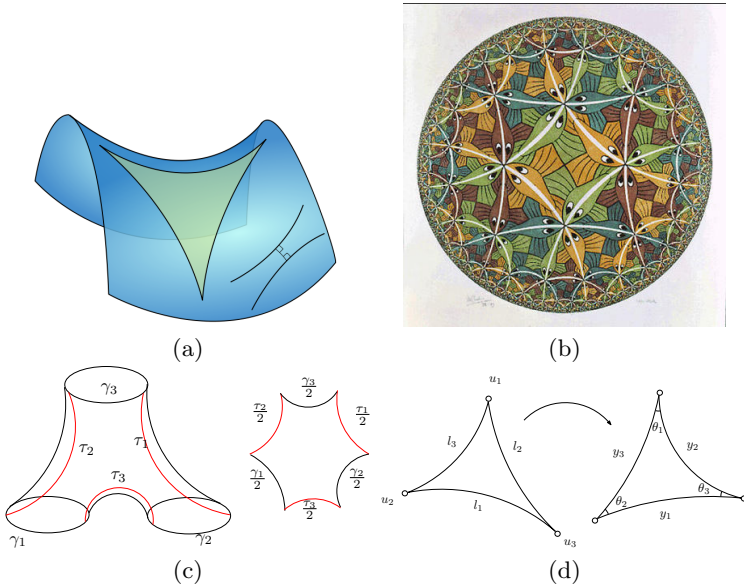 (a)
(b)
γ₃
τ₂
τ₁
τ₃
γ₁
γ₂
γ₃/2
τ₂/2
τ₁/2
γ₁/2
γ₂/2
τ₃/2
(c)
u₁
l₃
l₂
u₂
l₁
u₃
θ₁
y₃
y₂
θ₃
θ₂
y₁
(d)